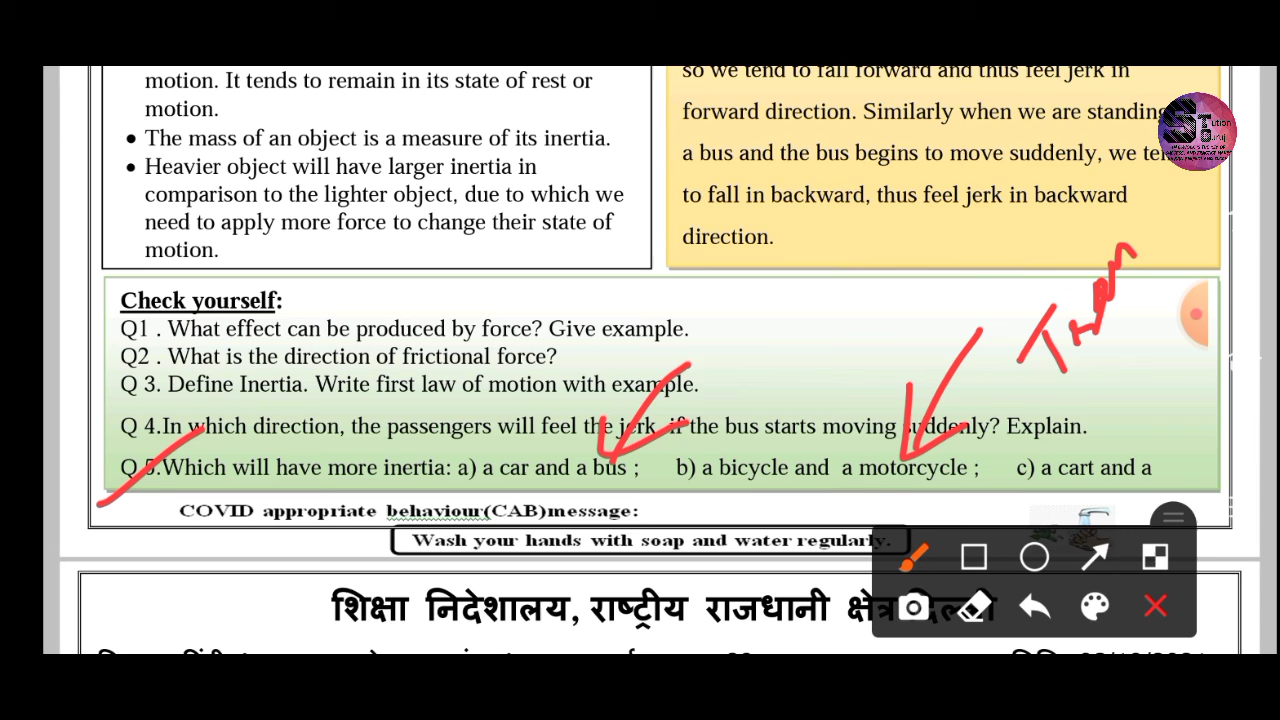 motion. It tends to remain in its state of rest or
motion.
• The mass of an object is a measure of its inertia.
• Heavier object will have larger inertia in
comparison to the lighter object, due to which we
need to apply more force to change their state of
motion.
so we tend to fall forward and thus feel jerk in
forward direction. Similarly when we are standing
a bus and the bus begins to move suddenly, we
to fall in backward, thus feel jerk in backward
direction.
STution
Guruji
Check yourself:
Q1 . What effect can be produced by force? Give example.
Q2 . What is the direction of frictional force?
Q 3. Define Inertia. Write first law of motion with example.
Q 4.In which direction, the passengers will feel the jerk, if the bus starts moving suddenly? Explain.
Q 5.Which will have more inertia: a) a car and a bus ; b) a bicycle and a motorcycle ; c) a cart and a
COVID appropriate behaviour(CAB)message:
Wash your hands with soap and water regularly.
शिक्षा निदेशालय, राष्ट्रीय राजधानी क्षेत्र दिल्ली